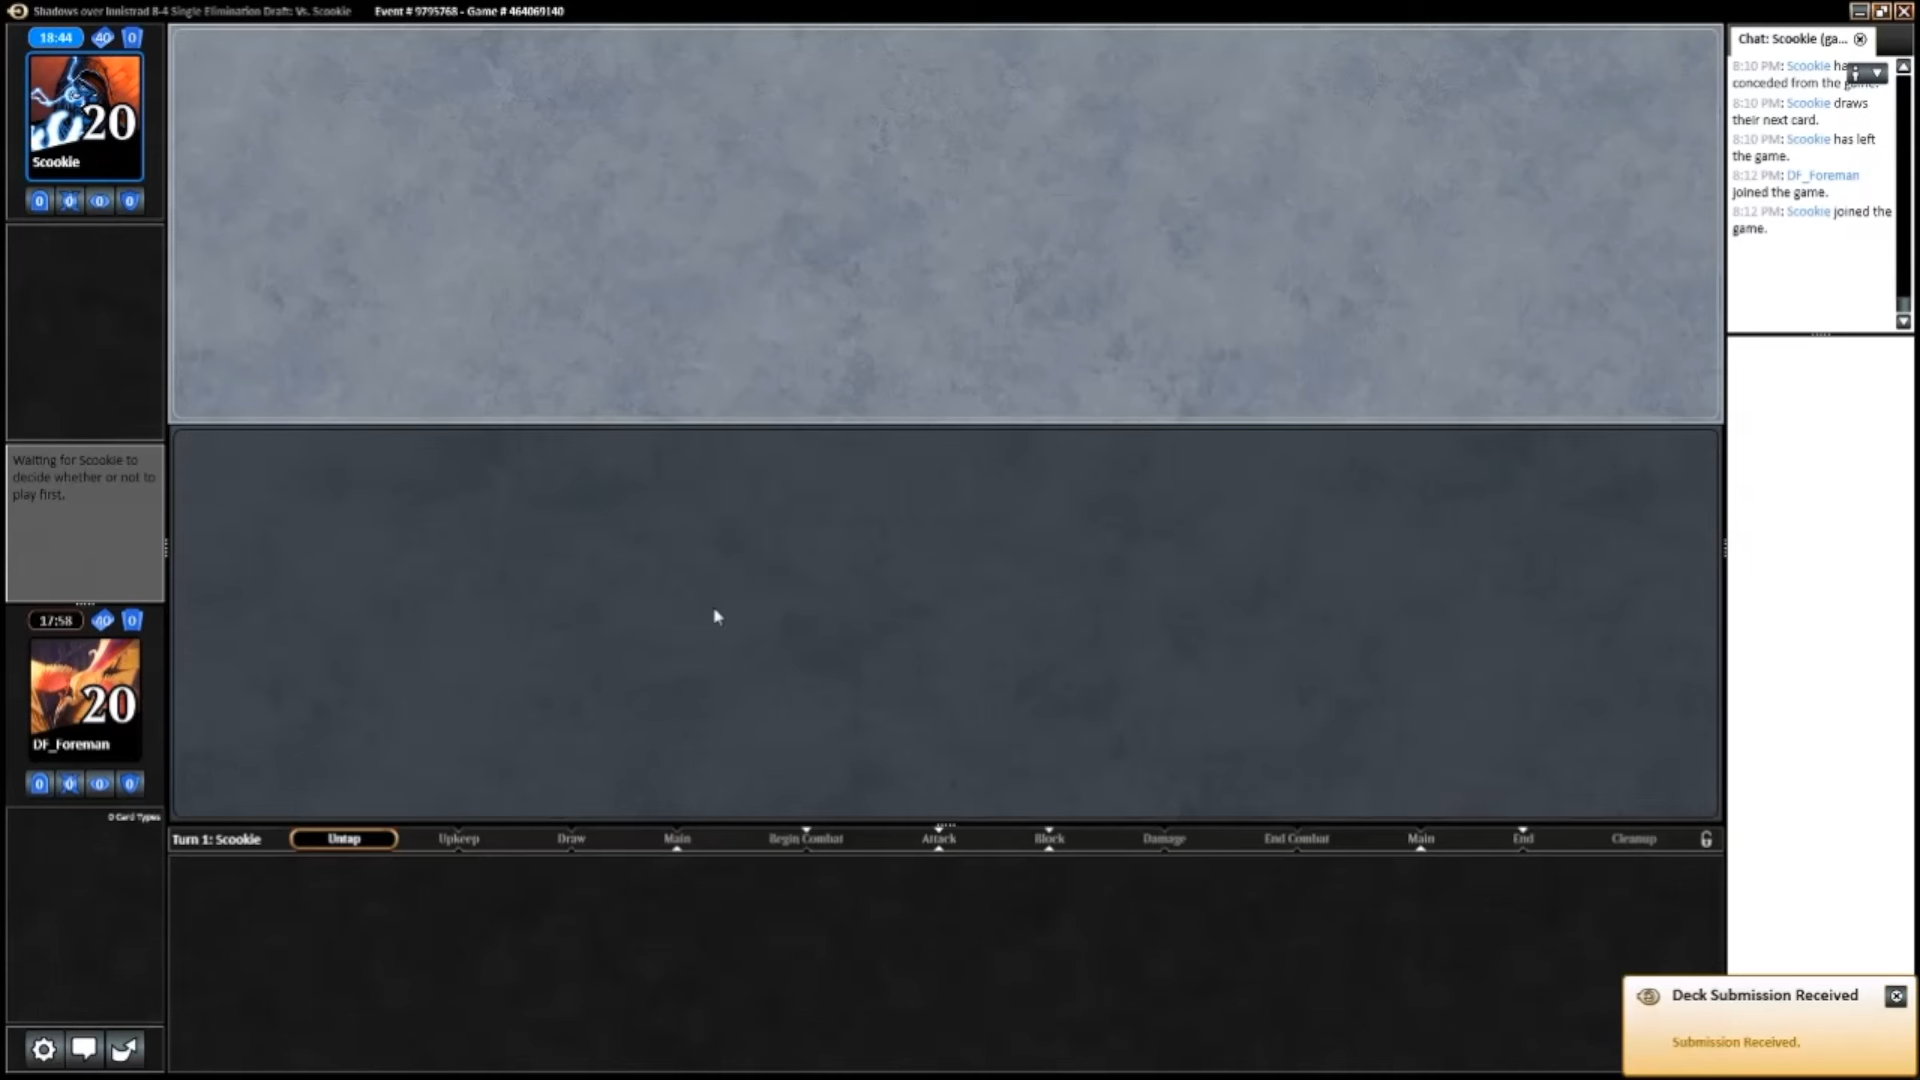 Shadows over Innistrad 8-4 Single Elimination Draft: Vs. Scookie Event # 9795768 - Game # 464069140
18:44 40 0
20
Scookie
0 0 0 0
Waiting for Scookie to
decide whether or not to
play first.
17:58 40 0
20
DF_Foreman
0 0 0 0
0 Card Types
Turn 1: Scookie Untap Upkeep Draw Main Begin Combat Attack Block Damage End Combat Main End Cleanup
Chat: Scookie (ga...
8:10 PM: Scookie ha
conceded from the game.
8:10 PM: Scookie draws
their next card.
8:10 PM: Scookie has left
the game.
8:12 PM: DF_Foreman
joined the game.
8:12 PM: Scookie joined the
game.
Deck Submission Received
Submission Received.